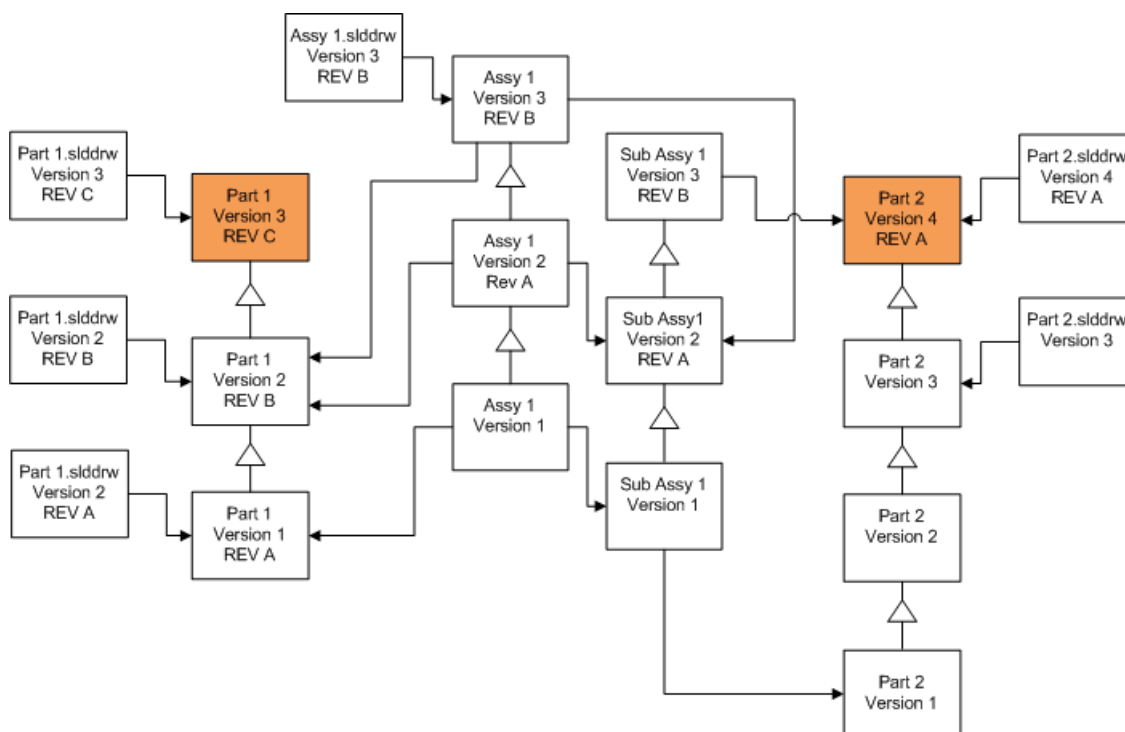 Assy 1.slddrw
Version 3
REV B
Assy 1
Version 3
REV B
Part 1.slddrw
Version 3
REV C
Part 1
Version 3
REV C
Sub Assy 1
Version 3
REV B
Part 2
Version 4
REV A
Part 2.slddrw
Version 4
REV A
Assy 1
Version 2
Rev A
Part 1.slddrw
Version 2
REV B
Part 1
Version 2
REV B
Sub Assy1
Version 2
REV A
Part 2
Version 3
Part 2.slddrw
Version 3
Assy 1
Version 1
Part 1.slddrw
Version 2
REV A
Part 1
Version 1
REV A
Sub Assy 1
Version 1
Part 2
Version 2
Part 2
Version 1